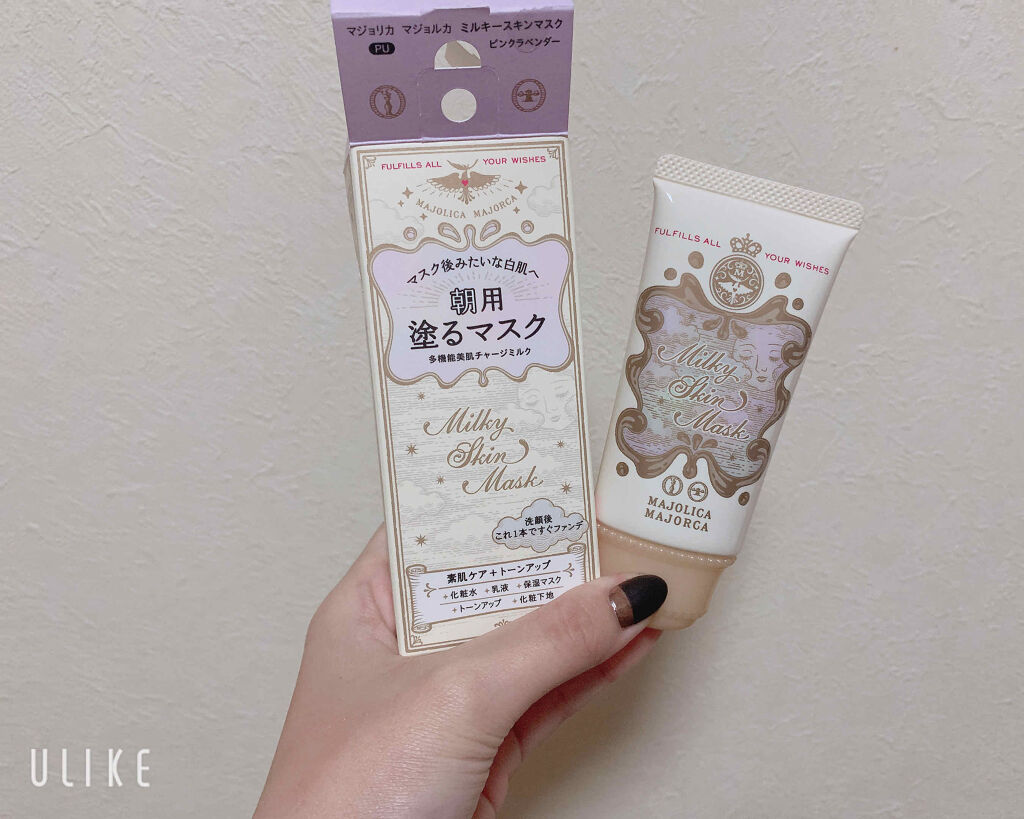 マジョリカ マジョルカ ミルキースキンマスク
PU
ピンクラベンダー
FULFILLS ALL YOUR WISHES
MAJOLICA MAJORCA
マスク後みたいな白肌へ
朝用
塗るマスク
多機能美肌チャージミルク
Milky
Skin
Mask
洗顔後
これ1本ですぐファンデ
素肌ケア+トーンアップ
+化粧水 +乳液 +保湿マスク
+トーンアップ +化粧下地
FULFILLS ALL YOUR WISHES
M
Milky
Skin
Mask
MAJOLICA
MAJORCA
ULIKE